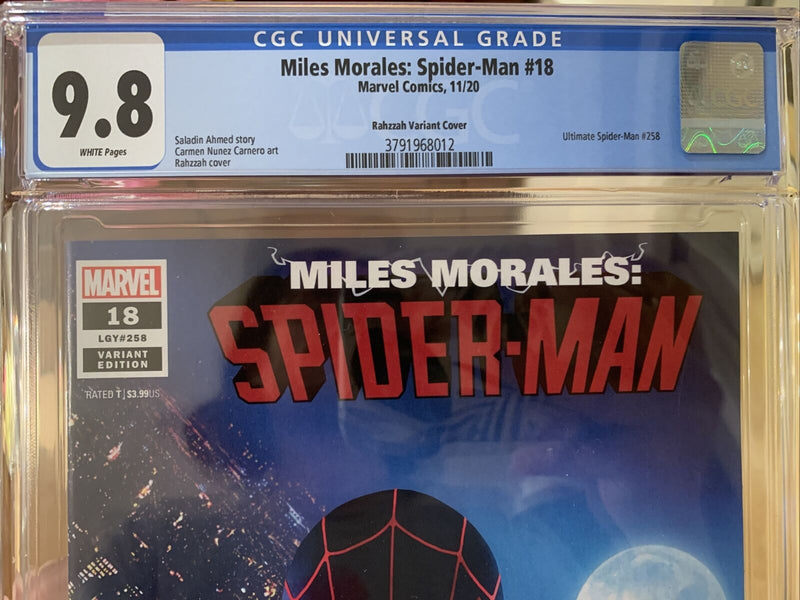 CGC UNIVERSAL GRADE
9.8
WHITE Pages
Miles Morales: Spider-Man #18
Marvel Comics, 11/20
Rahzzah Variant Cover
Saladin Ahmed story
Carmen Nunez Carnero art
Rahzzah cover
3791968012
Ultimate Spider-Man #258
CGC
CGC
MARVEL
18
LGY#258
VARIANT
EDITION
RATED T | $3.99US
MILES MORALES:
SPIDER-MAN